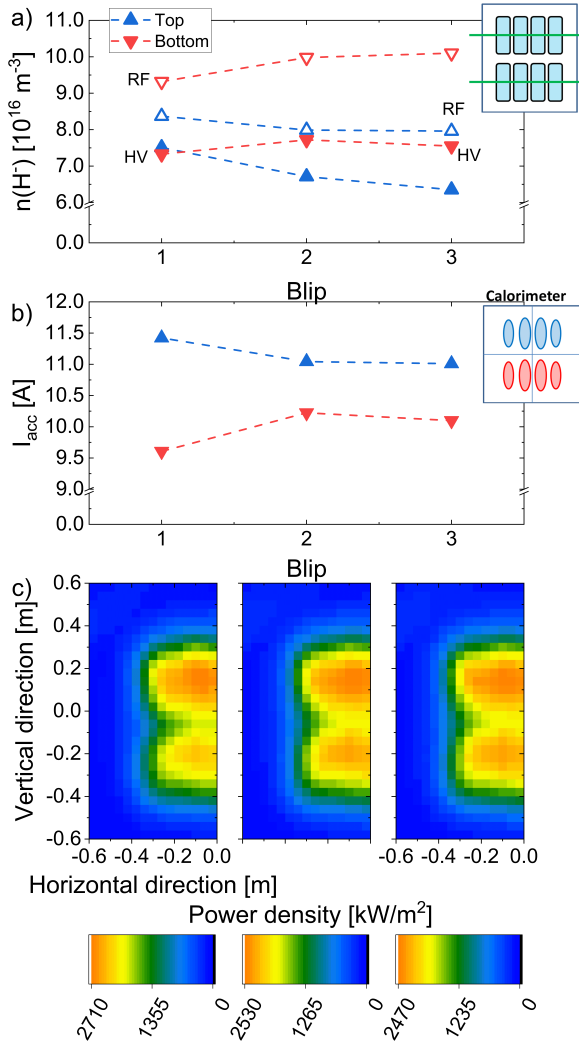 a)
Top
Bottom
n(H⁻) [10¹⁶ m⁻³]
11.0
10.0
9.0
8.0
7.0
6.0
0.0
RF
HV
RF
HV
1 2 3
Blip
b)
I_acc [A]
12.0
11.5
11.0
10.5
10.0
9.5
9.0
0.0
Calorimeter
1 2 3
Blip
c)
Vertical direction [m]
0.6
0.4
0.2
0.0
-0.2
-0.4
-0.6
-0.6 -0.4 -0.2 0.0
-0.6 -0.4 -0.2 0.0
Horizontal direction [m]
Power density [kW/m²]
2710 1355 0
2530 1265 0
2470 1235 0